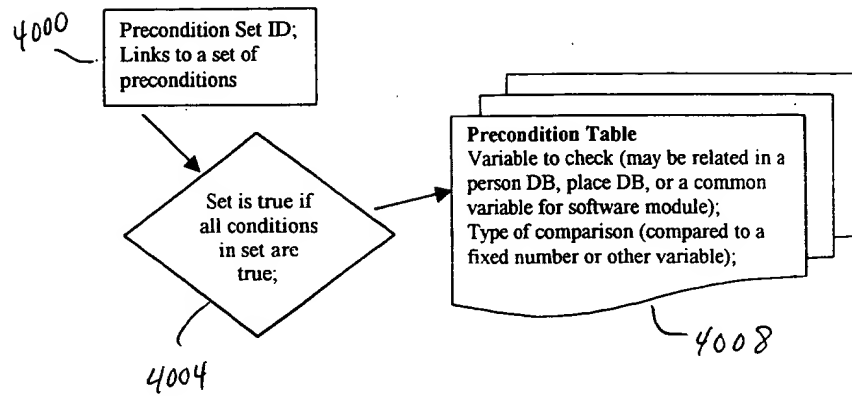 4000
Precondition Set ID;
Links to a set of
preconditions
Set is true if
all conditions
in set are
true;
4004
Precondition Table
Variable to check (may be related in a
person DB, place DB, or a common
variable for software module);
Type of comparison (compared to a
fixed number or other variable);
4008